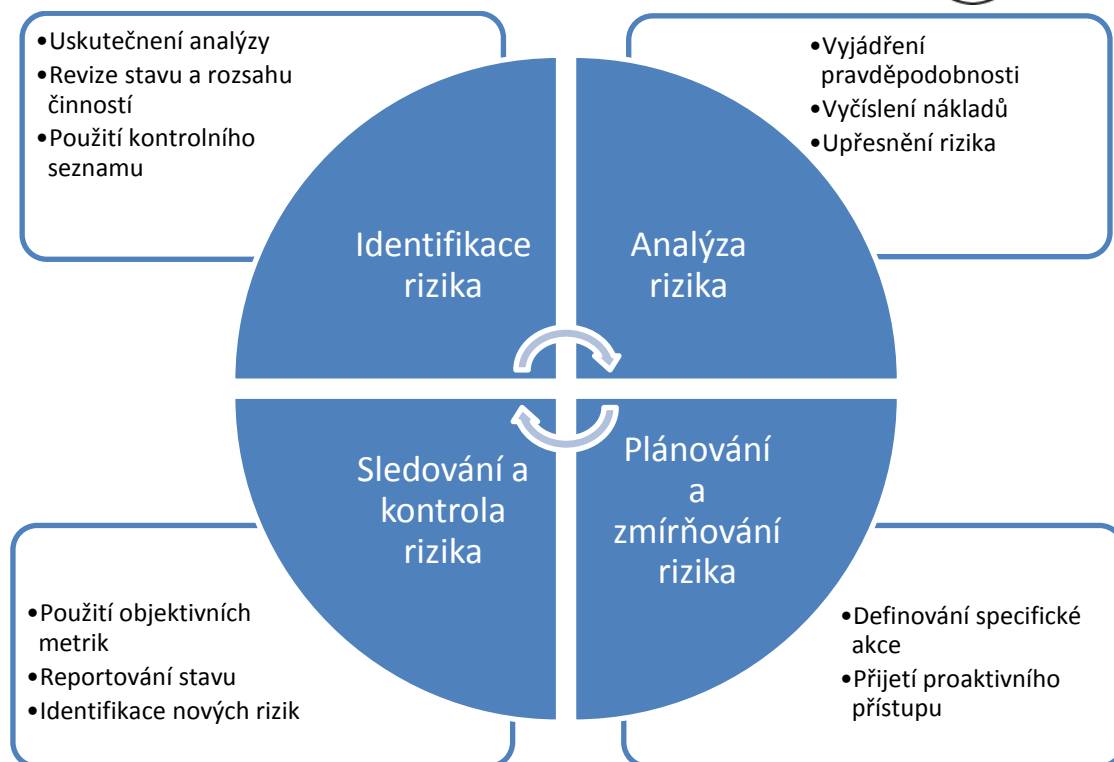 •Uskutečnení analýzy
•Revize stavu a rozsahu
činností
•Použití kontrolního
seznamu
•Vyjádření
pravděpodobnosti
•Vyčíslení nákladů
•Upřesnění rizika
Identifikace
rizika
Analýza
rizika
Sledování a
kontrola
rizika
Plánování
a
zmírňování
rizika
•Použití objektivních
metrik
•Reportování stavu
•Identifikace nových rizik
•Definování specifické
akce
•Přijetí proaktivního
přístupu